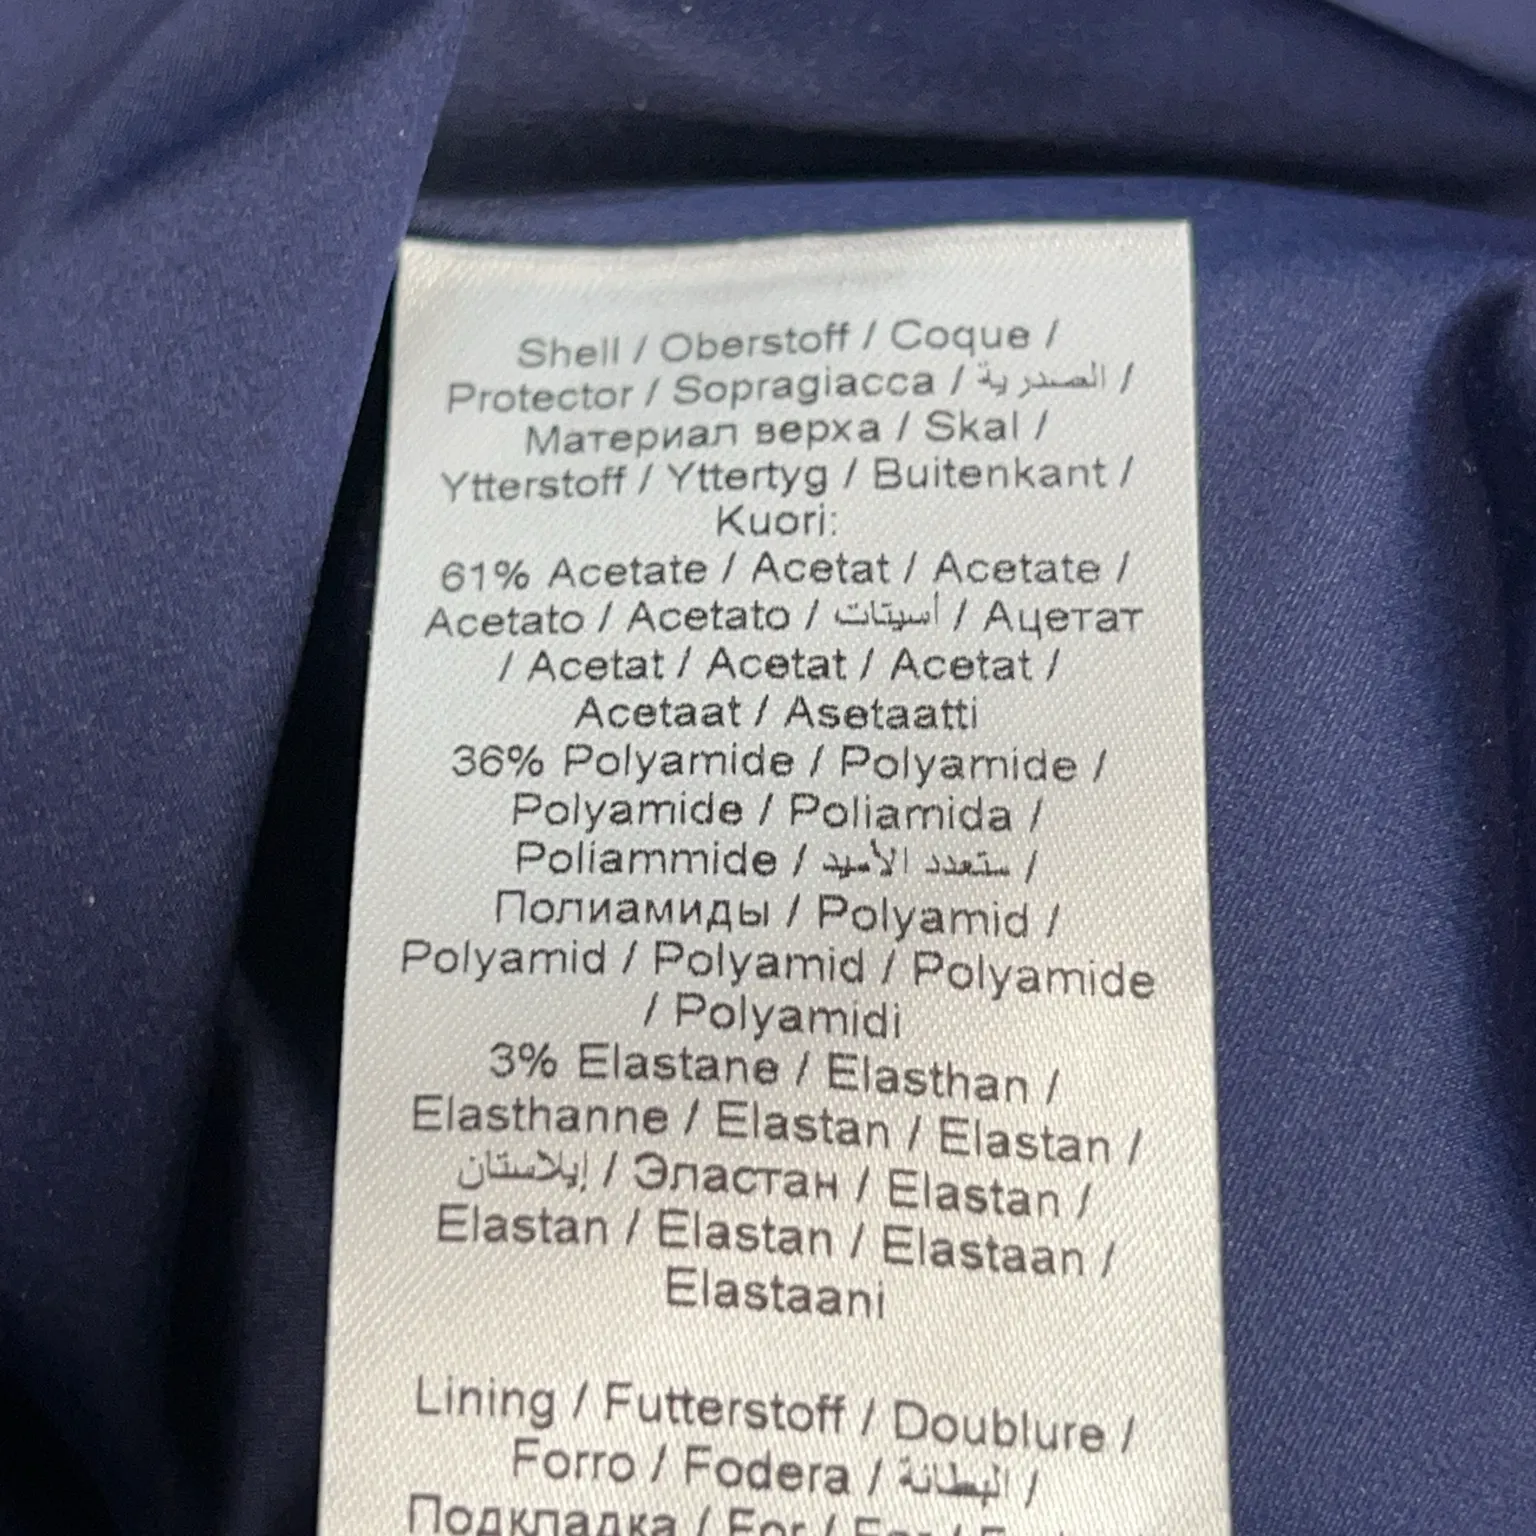 Shell / Oberstoff / Coque /
Protector / Sopragiacca / الصدرية /
Материал верха / Skal /
Ytterstoff / Yttertyg / Buitenkant /
Kuori:
61% Acetate / Acetat / Acetate /
Acetato / Acetato / أسيتات / Ацетат
/ Acetat / Acetat / Acetat /
Acetaat / Asetaatti
36% Polyamide / Polyamide /
Polyamide / Poliamida /
Poliammide / متعدد الأميد /
Полиамиды / Polyamid /
Polyamid / Polyamid / Polyamide
/ Polyamidi
3% Elastane / Elasthan /
Elasthanne / Elastan / Elastan /
إيلاستان / Эластан / Elastan /
Elastan / Elastan / Elastaan /
Elastaani
Lining / Futterstoff / Doublure /
Forro / Fodera / البطانة /
Подкладка / For / For /